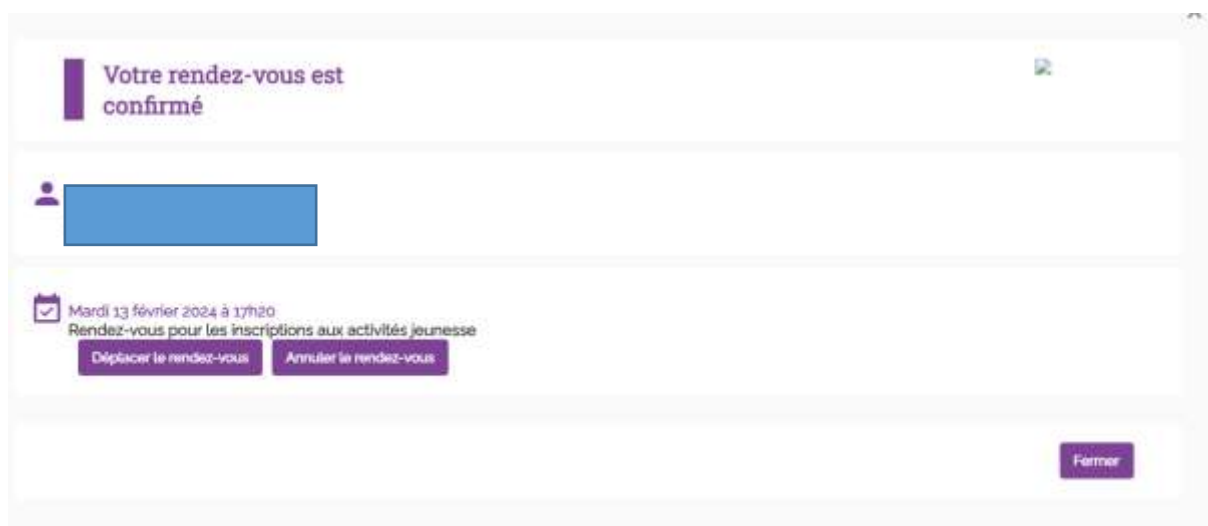 Votre rendez-vous est
confirmé
Mardi 13 février 2024 à 17h20
Rendez-vous pour les inscriptions aux activités jeunesse
Déplacer le rendez-vous Annuler le rendez-vous
Fermer